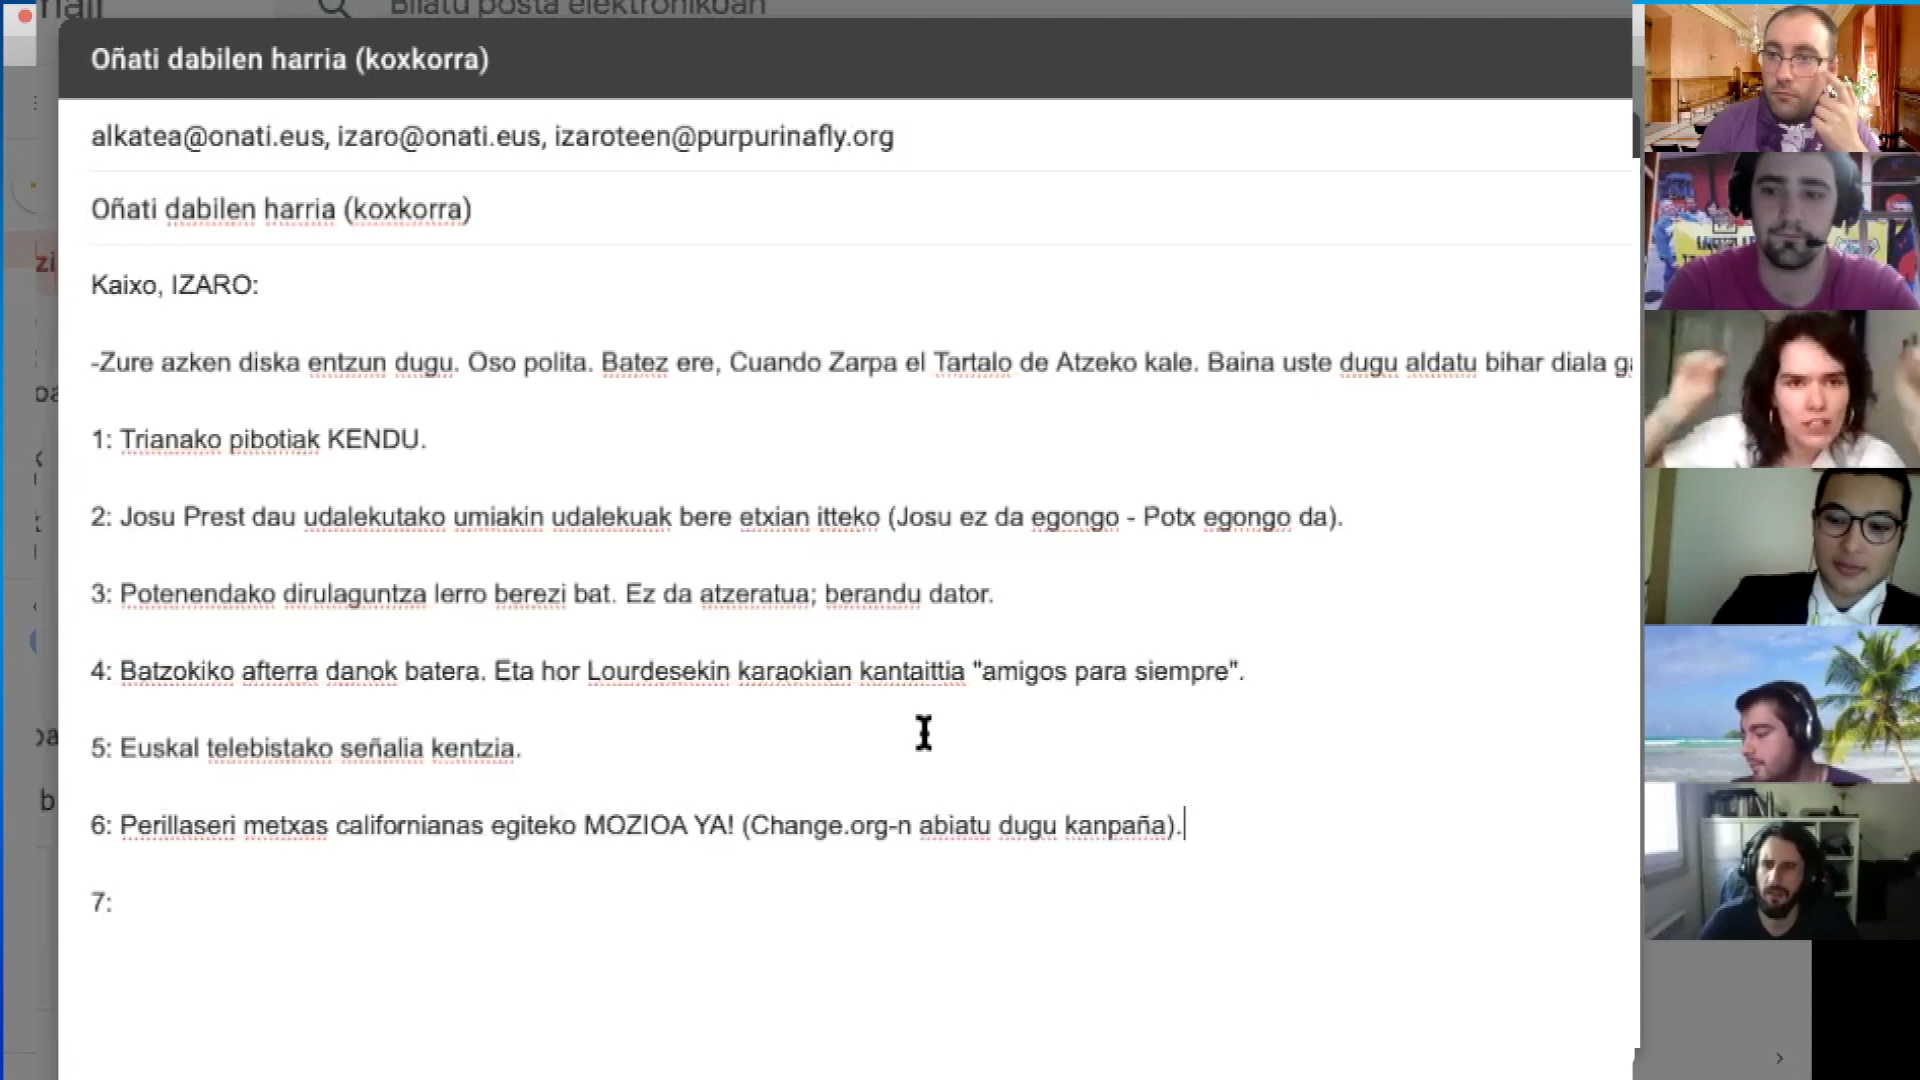 Bilatu posta elektronikoan
Oñati dabilen harria (koxkorra)
alkatea@onati.eus, izaro@onati.eus, izaroteen@purpurinafly.org
Oñati dabilen harria (koxkorra)
Kaixo, IZARO:
-Zure azken diska entzun dugu. Oso polita. Batez ere, Cuando Zarpa el Tartalo de Atzeko kale. Baina uste dugu aldatu bihar diala
1: Trianako pibotiak KENDU.
2: Josu Prest dau udalekutako umiakin udalekuak bere etxian itteko (Josu ez da egongo - Potx egongo da).
3: Potenendako dirulaguntza lerro berezi bat. Ez da atzeratua; berandu dator.
4: Batzokiko afterra danok batera. Eta hor Lourdesekin karaokian kantaittia "amigos para siempre".
5: Euskal telebistako señalia kentzia.
6: Perillaseri metxas californianas egiteko MOZIOA YA! (Change.org-n abiatu dugu kanpaña).
7: